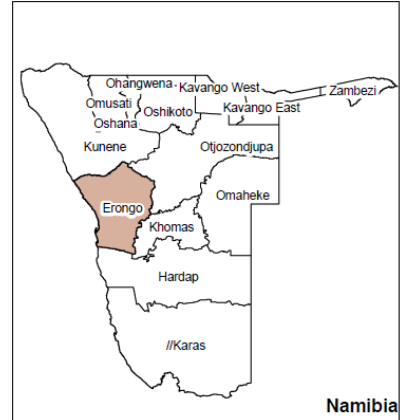 Ohangwena
Kavango West
Zambezi
Omusati
Oshikoto
Kavango East
Oshana
Kunene
Otjozondjupa
Omaheke
Erongo
Khomas
Hardap
//Karas
Namibia